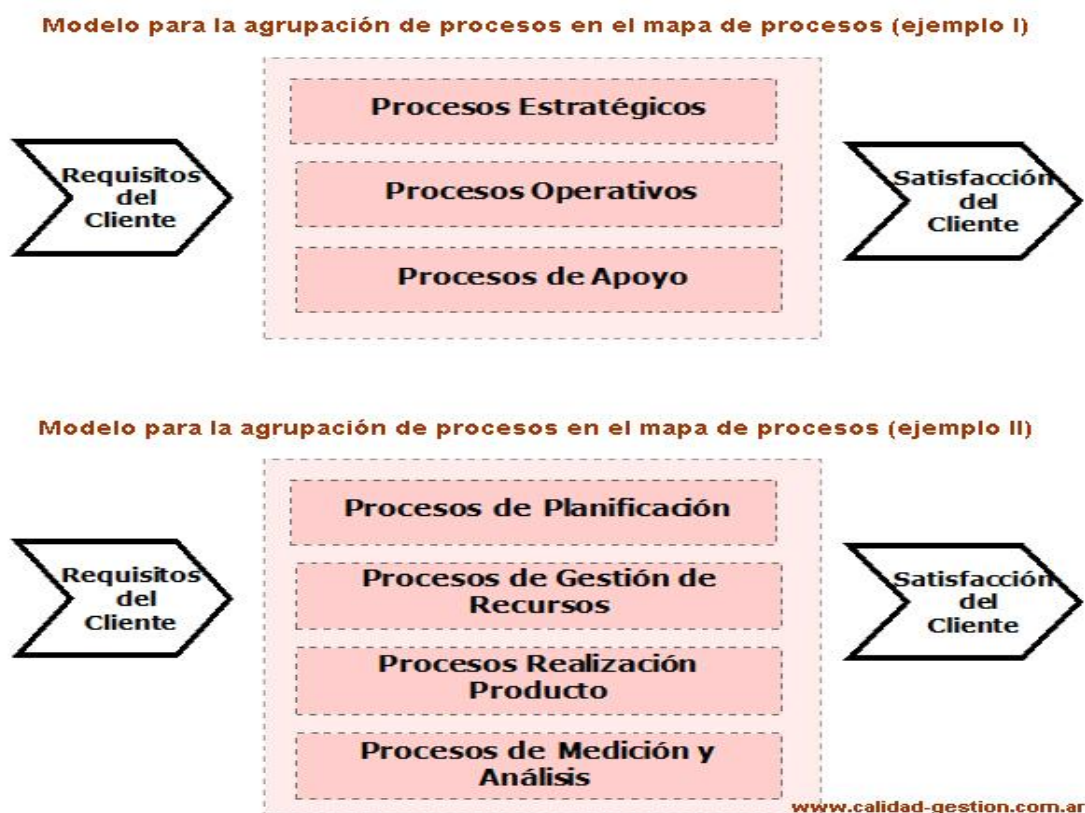 Modelo para la agrupación de procesos en el mapa de procesos (ejemplo I)
Procesos Estratégicos
Requisitos
del
Cliente
Procesos Operativos
Satisfacción
del
Cliente
Procesos de Apoyo
Modelo para la agrupación de procesos en el mapa de procesos (ejemplo II)
Procesos de Planificación
Requisitos
del
Cliente
Procesos de Gestión de
Recursos
Satisfacción
del
Cliente
Procesos Realización
Producto
Procesos de Medición y
Análisis
www.calidad-gestion.com.ar